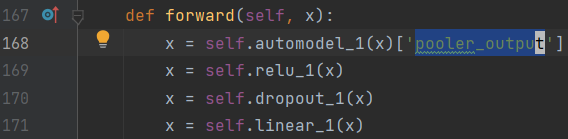 167 def forward(self, x):
168 x = self.automodel_1(x)['pooler_output']
169 x = self.relu_1(x)
170 x = self.dropout_1(x)
171 x = self.linear_1(x)